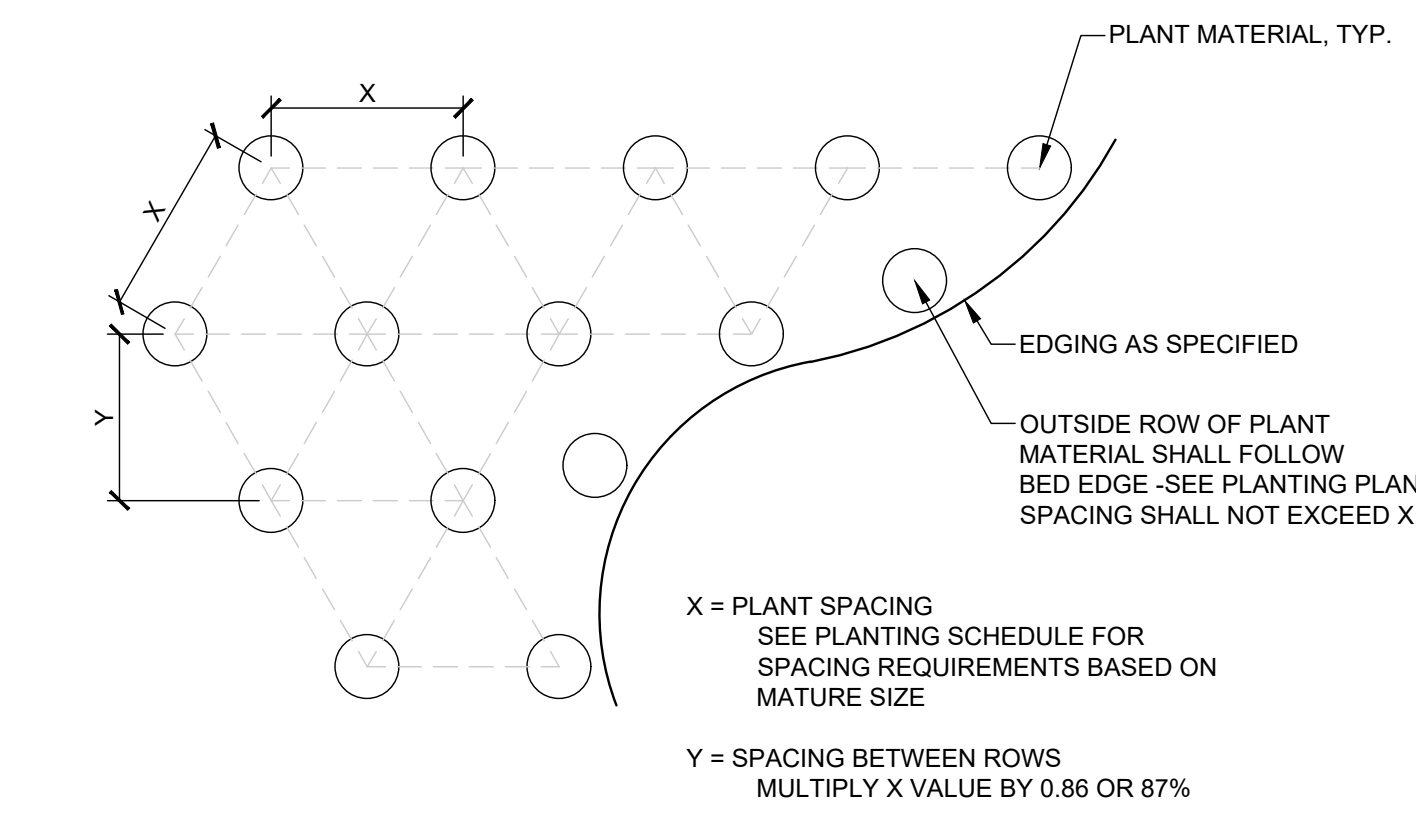 PLANT MATERIAL, TYP.
X
X
Y
EDGING AS SPECIFIED
OUTSIDE ROW OF PLANT
MATERIAL SHALL FOLLOW
BED EDGE -SEE PLANTING PLAN
SPACING SHALL NOT EXCEED X
X = PLANT SPACING
SEE PLANTING SCHEDULE FOR
SPACING REQUIREMENTS BASED ON
MATURE SIZE
Y = SPACING BETWEEN ROWS
MULTIPLY X VALUE BY 0.86 OR 87%